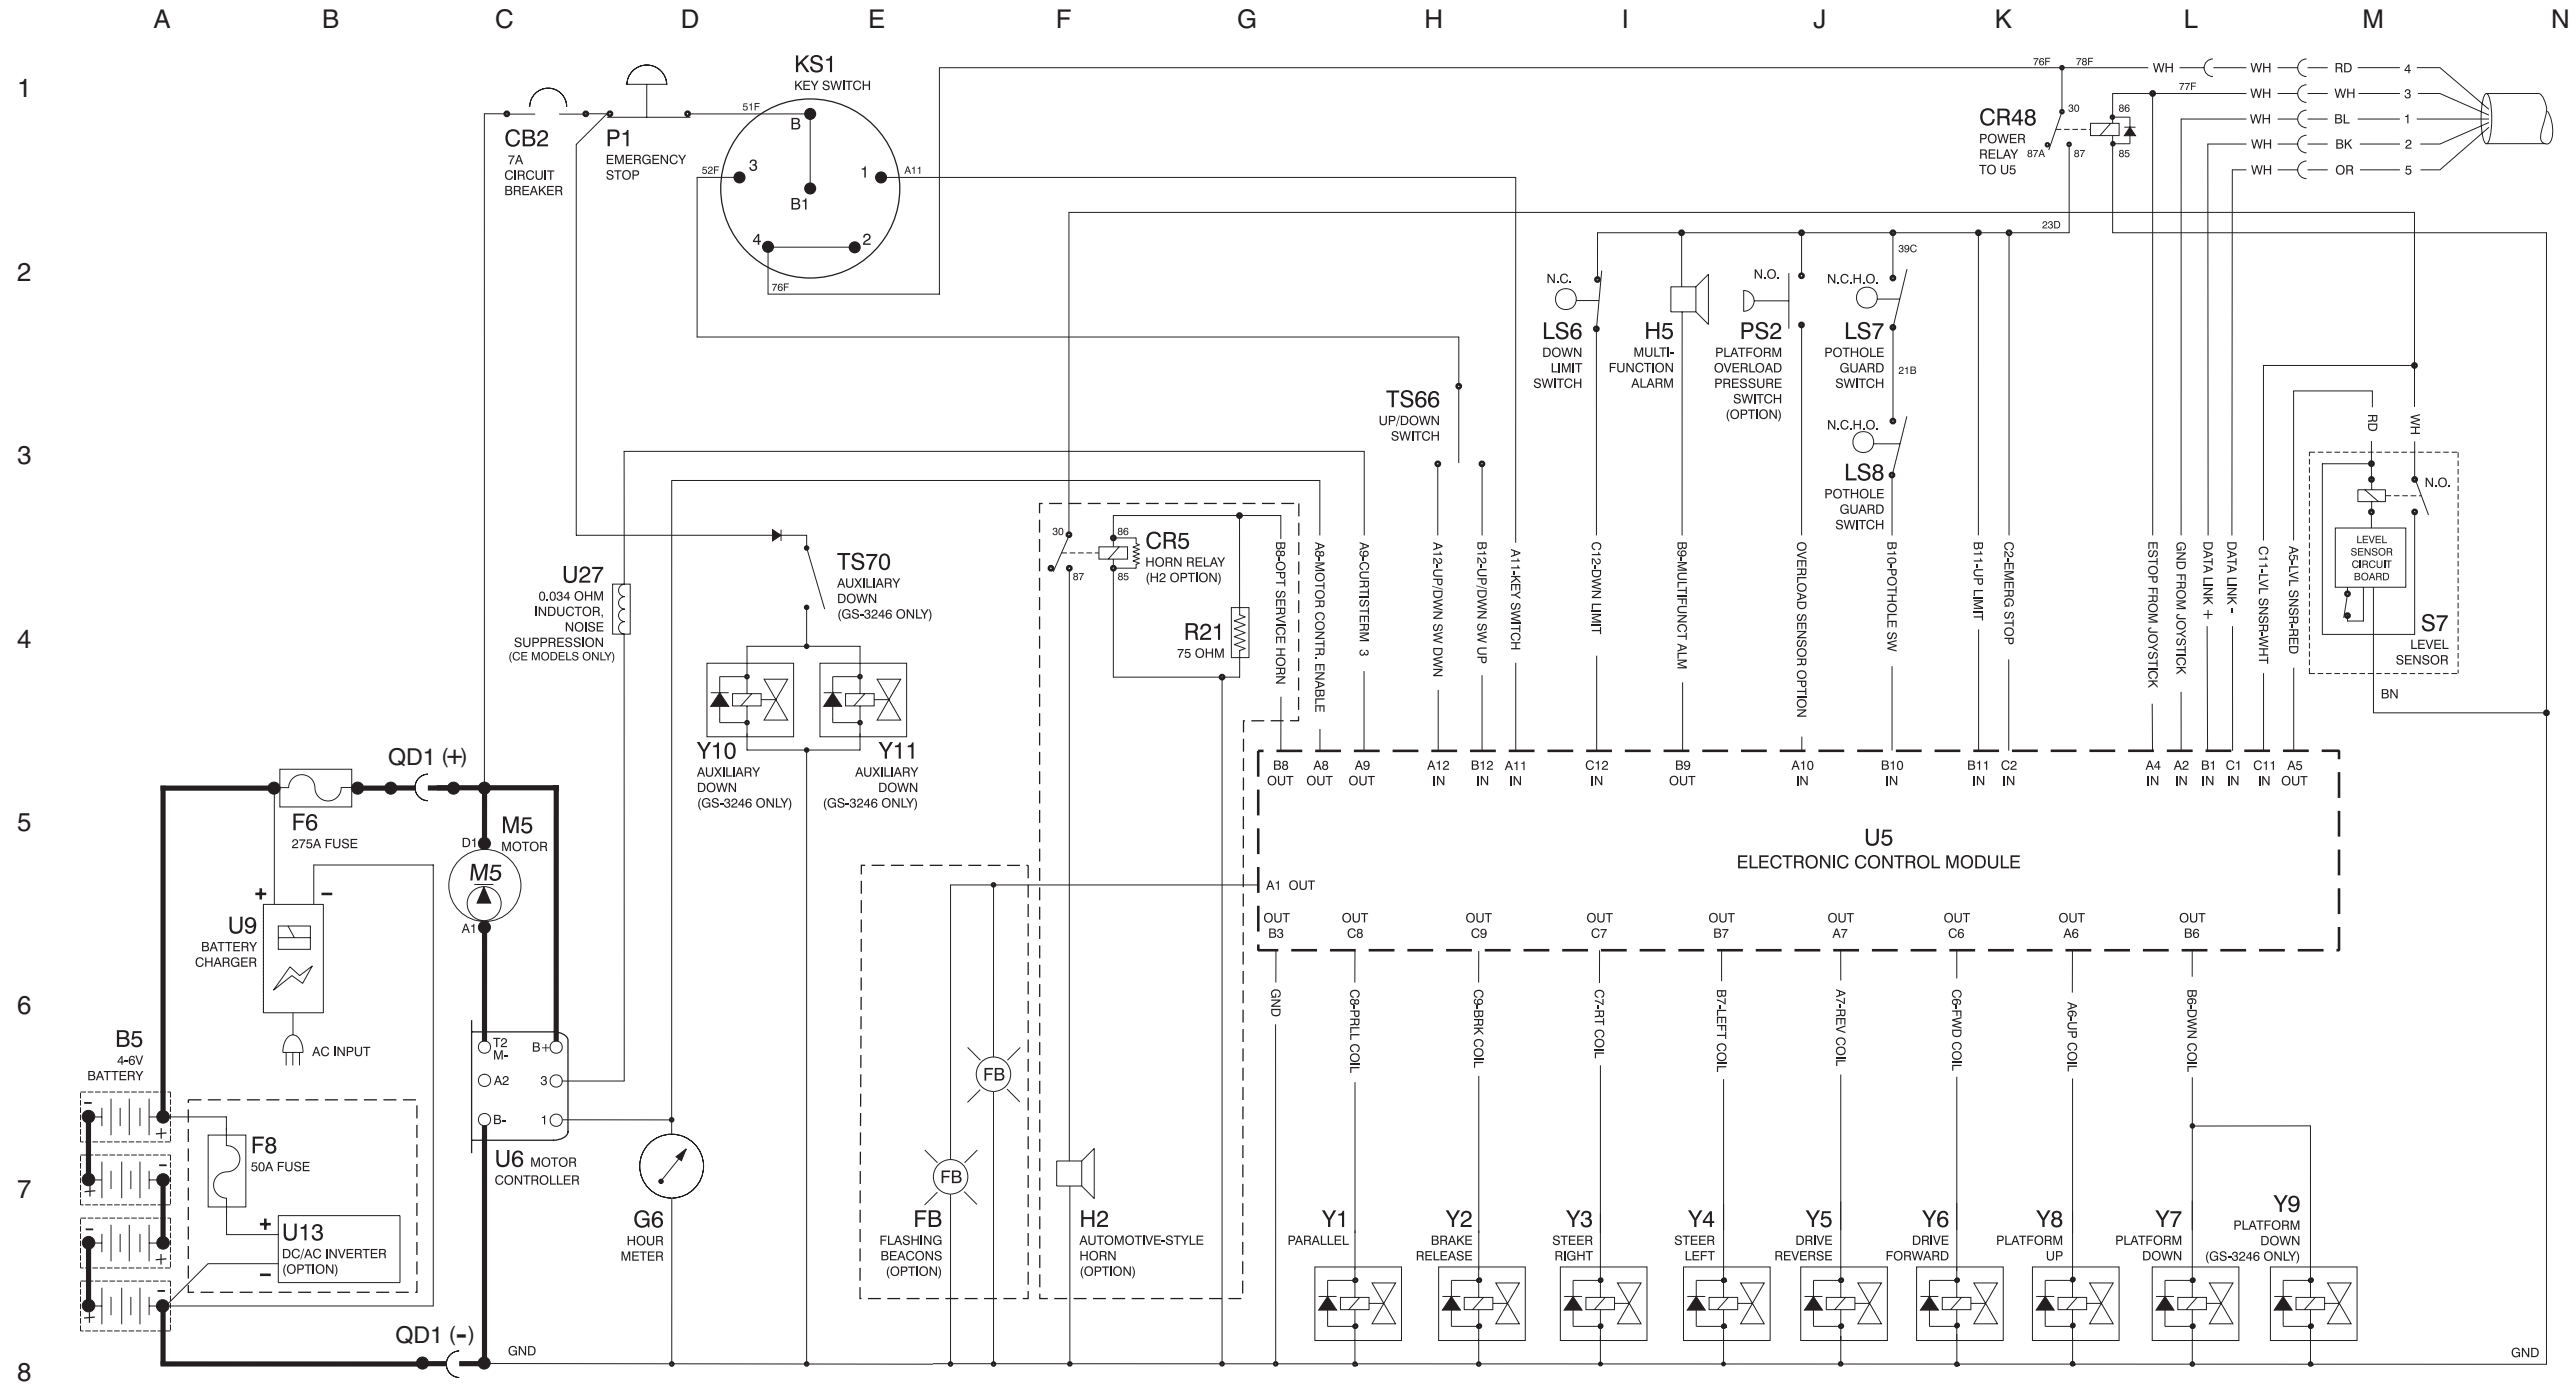 A B C D E F G H I J K L M N
1
2
3
4
5
6
7
8
KS1
KEY SWITCH
B
B1
3
1
4
2
51F
52F
A11
76F
CB2
7A
CIRCUIT
BREAKER
P1
EMERGENCY
STOP
76F 78F
77F
CR48
POWER
RELAY
TO U5
30
86
87A
87
85
23D
WH WH RD 4
WH WH 3
WH BL 1
WH BK 2
WH OR 5
N.C.
LS6
DOWN
LIMIT
SWITCH
H5
MULTI-
FUNCTION
ALARM
N.O.
PS2
PLATFORM
OVERLOAD
PRESSURE
SWITCH
(OPTION)
39C
N.C.H.O.
LS7
POTHOLE
GUARD
SWITCH
21B
N.C.H.O.
LS8
POTHOLE
GUARD
SWITCH
TS66
UP/DOWN
SWITCH
RD
WH
N.O.
LEVEL
SENSOR
CIRCUIT
BOARD
S7
LEVEL
SENSOR
BN
U27
0.034 OHM
INDUCTOR,
NOISE
SUPPRESSION
(CE MODELS ONLY)
TS70
AUXILIARY
DOWN
(GS-3246 ONLY)
30
86
87
85
CR5
HORN RELAY
(H2 OPTION)
R21
75 OHM
Y10
AUXILIARY
DOWN
(GS-3246 ONLY)
Y11
AUXILIARY
DOWN
(GS-3246 ONLY)
B8-OPT SERVICE HORN
A8-MOTOR CONTR. ENABLE
A9-CURTISTERM 3
A12-UP/DWN SW DWN
B12-UP/DWN SW UP
A11-KEY SWITCH
C12-DWN LIMIT
B9-MULTIFUNCT ALM
OVERLOAD SENSOR OPTION
B10-POTHOLE SW
B11-UP LIMIT
C2-EMERG STOP
ESTOP FROM JOYSTICK
GND FROM JOYSTICK
DATA LINK +
DATA LINK -
C11-LVL SNSR-WHT
A5-LVL SNSR-RED
B8 A8 A9 A12 B12 A11 C12 B9 A10 B10 B11 C2 A4 A2 B1 C1 C11 A5
OUT OUT OUT IN IN IN IN OUT IN IN IN IN IN IN IN IN IN OUT
U5
ELECTRONIC CONTROL MODULE
A1 OUT
OUT OUT OUT OUT OUT OUT OUT OUT OUT
B3 C8 C9 C7 B7 A7 C6 A6 B6
QD1 (+)
F6
275A FUSE
D1
M5
MOTOR
M5
A1
+ −
U9
BATTERY
CHARGER
AC INPUT
B5
4-6V
BATTERY
- +
- +
- +
- +
F8
50A FUSE
+
U13
DC/AC INVERTER
(OPTION)
−
T2
M-
B+
A2
3
B-
1
U6 MOTOR
CONTROLLER
G6
HOUR
METER
FB
FB
FB
FLASHING
BEACONS
(OPTION)
H2
AUTOMOTIVE-STYLE
HORN
(OPTION)
GND
C8-PRLL COIL
C9-BRK COIL
C7-RT COIL
B7-LEFT COIL
A7-REV COIL
C6-FWD COIL
A6-UP COIL
B6-DWN COIL
Y1
PARALLEL
Y2
BRAKE
RELEASE
Y3
STEER
RIGHT
Y4
STEER
LEFT
Y5
DRIVE
REVERSE
Y6
DRIVE
FORWARD
Y8
PLATFORM
UP
Y7
PLATFORM
DOWN
Y9
PLATFORM
DOWN
(GS-3246 ONLY)
QD1 (-)
GND
GND